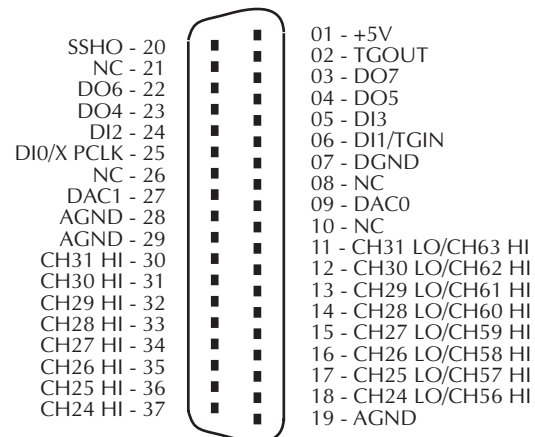 SSHO - 20
NC - 21
DO6 - 22
DO4 - 23
DI2 - 24
DI0/X PCLK - 25
NC - 26
DAC1 - 27
AGND - 28
AGND - 29
CH31 HI - 30
CH30 HI - 31
CH29 HI - 32
CH28 HI - 33
CH27 HI - 34
CH26 HI - 35
CH25 HI - 36
CH24 HI - 37
01 - +5V
02 - TGOUT
03 - DO7
04 - DO5
05 - DI3
06 - DI1/TGIN
07 - DGND
08 - NC
09 - DAC0
10 - NC
11 - CH31 LO/CH63 HI
12 - CH30 LO/CH62 HI
13 - CH29 LO/CH61 HI
14 - CH28 LO/CH60 HI
15 - CH27 LO/CH59 HI
16 - CH26 LO/CH58 HI
17 - CH25 LO/CH57 HI
18 - CH24 LO/CH56 HI
19 - AGND